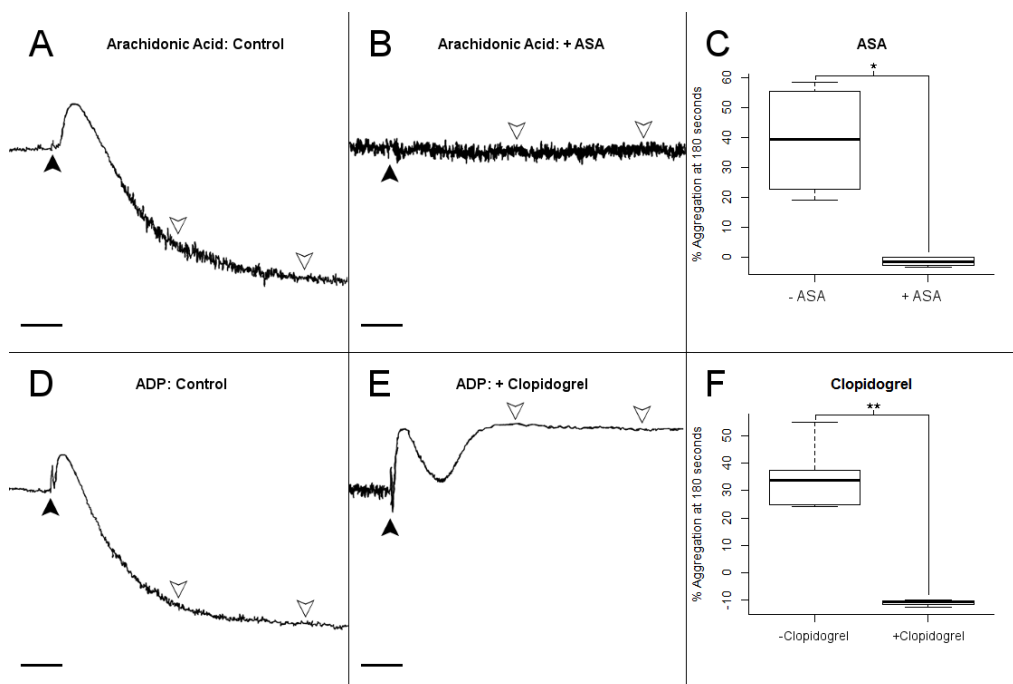 A
Arachidonic Acid: Control
B
Arachidonic Acid: + ASA
C
ASA
*
% Aggregation at 180 seconds
60
50
40
30
20
10
0
- ASA
+ ASA
D
ADP: Control
E
ADP: + Clopidogrel
F
Clopidogrel
**
% Aggregation at 180 seconds
50
40
30
20
10
0
-10
-Clopidogrel
+Clopidogrel